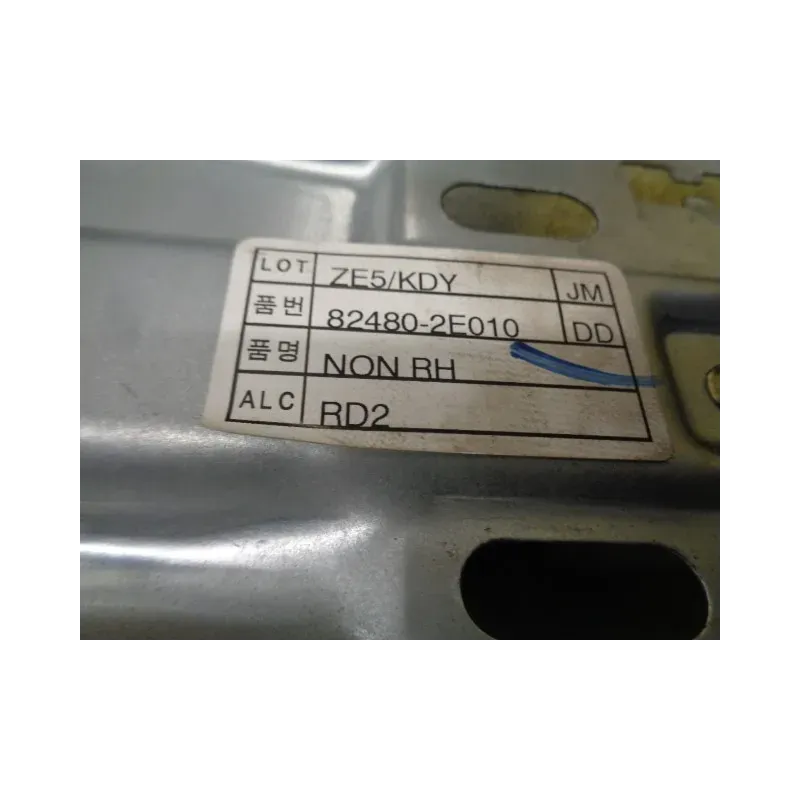 LOT ZE5/KDY JM
품번 82480-2E010 DD
품명 NON RH
ALC RD2